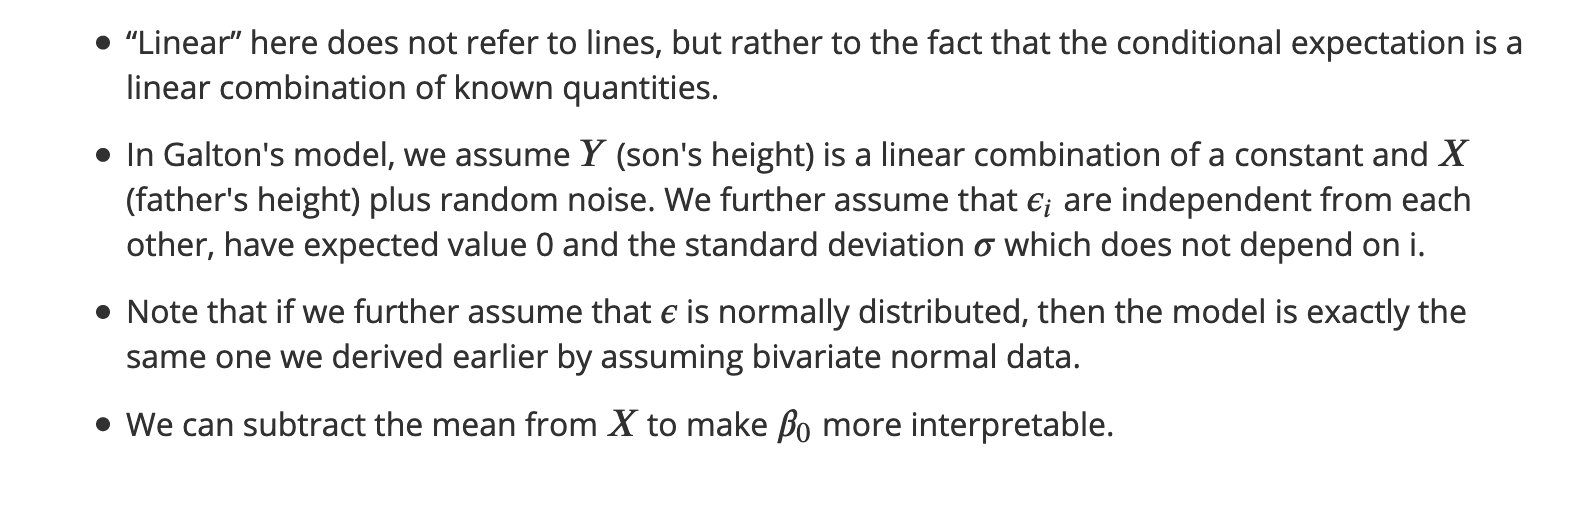 • “Linear” here does not refer to lines, but rather to the fact that the conditional expectation is a
linear combination of known quantities.
• In Galton's model, we assume Y (son's height) is a linear combination of a constant and X
(father's height) plus random noise. We further assume that ϵᵢ are independent from each
other, have expected value 0 and the standard deviation σ which does not depend on i.
• Note that if we further assume that ϵ is normally distributed, then the model is exactly the
same one we derived earlier by assuming bivariate normal data.
• We can subtract the mean from X to make β₀ more interpretable.